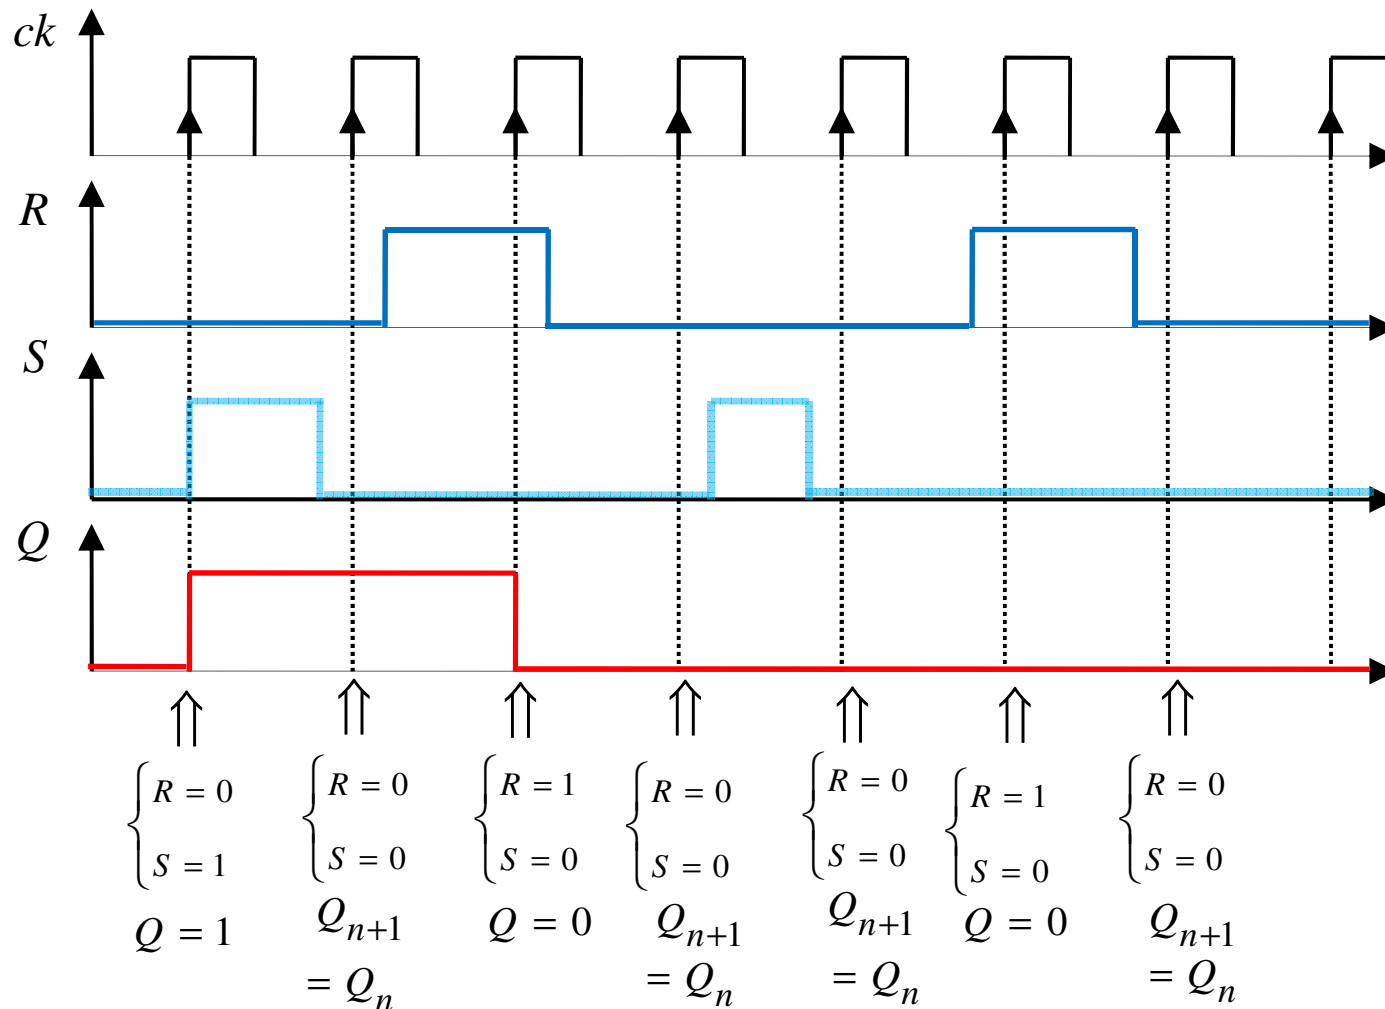 ck
R
S
Q
R = 0
S = 1
Q = 1
R = 0
S = 0
Qn+1
= Qn
R = 1
S = 0
Q = 0
R = 0
S = 0
Qn+1
= Qn
R = 0
S = 0
Qn+1
= Qn
R = 1
S = 0
Q = 0
R = 0
S = 0
Qn+1
= Qn